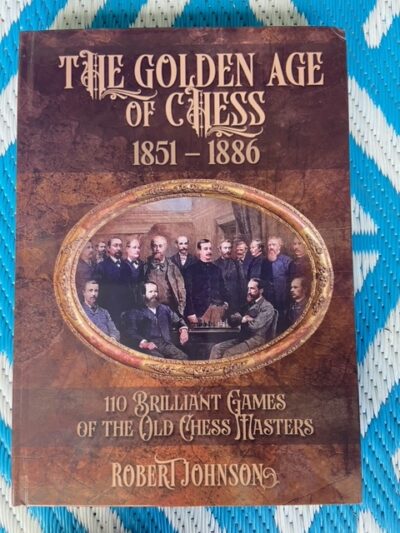 THE GOLDEN AGE
OF CHESS
1851 – 1886
110 BRILLIANT GAMES
OF THE OLD CHESS MASTERS
ROBERT JOHNSON